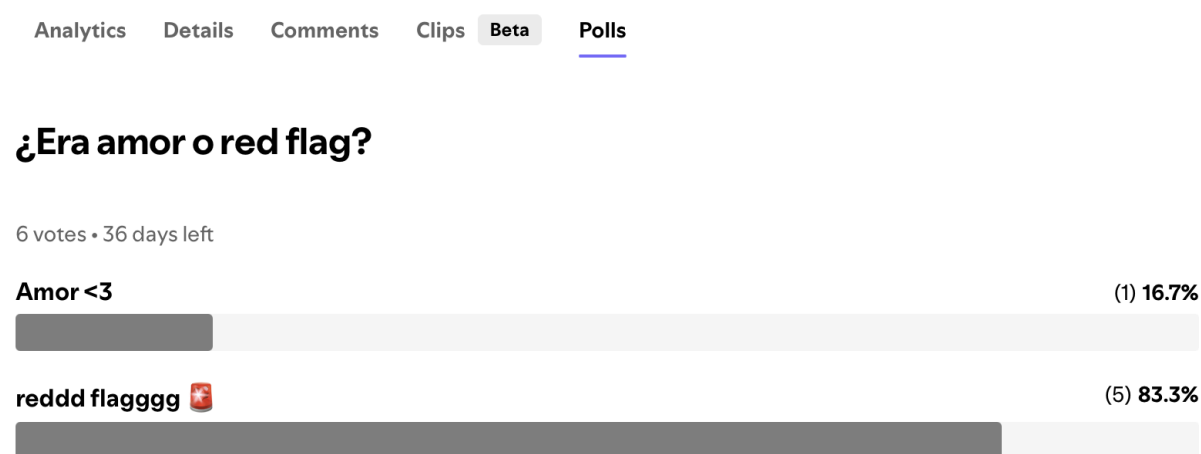 Analytics Details Comments Clips Beta Polls
¿Era amor o red flag?
6 votes • 36 days left
Amor <3 (1) 16.7%
reddd flagggg 🚨 (5) 83.3%